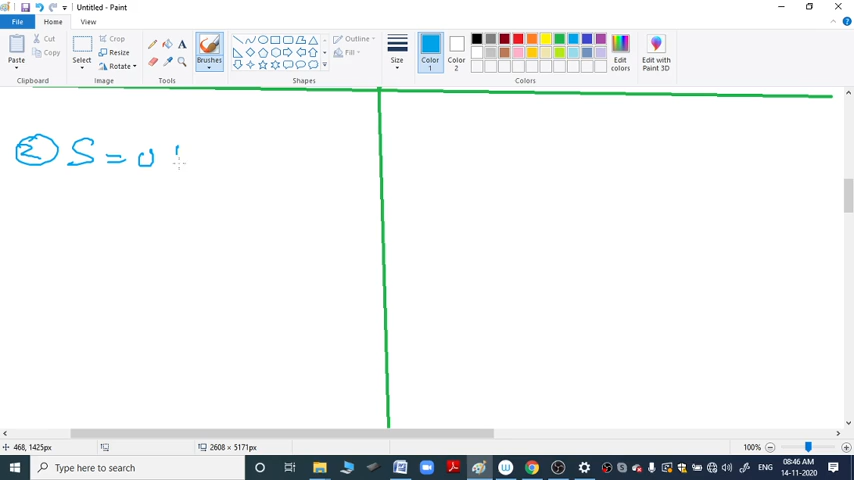 Untitled - Paint
File Home View
Cut
Copy
Paste
Crop
Resize
Rotate
Select
A
Brushes
Outline
Fill
Size
Color 1
Color 2
Edit colors
Edit with Paint 3D
Clipboard
Image
Tools
Shapes
Colors
② S = 0
468, 1425px
2608 × 5171px
100%
Type here to search
ENG
08:46 AM
14-11-2020